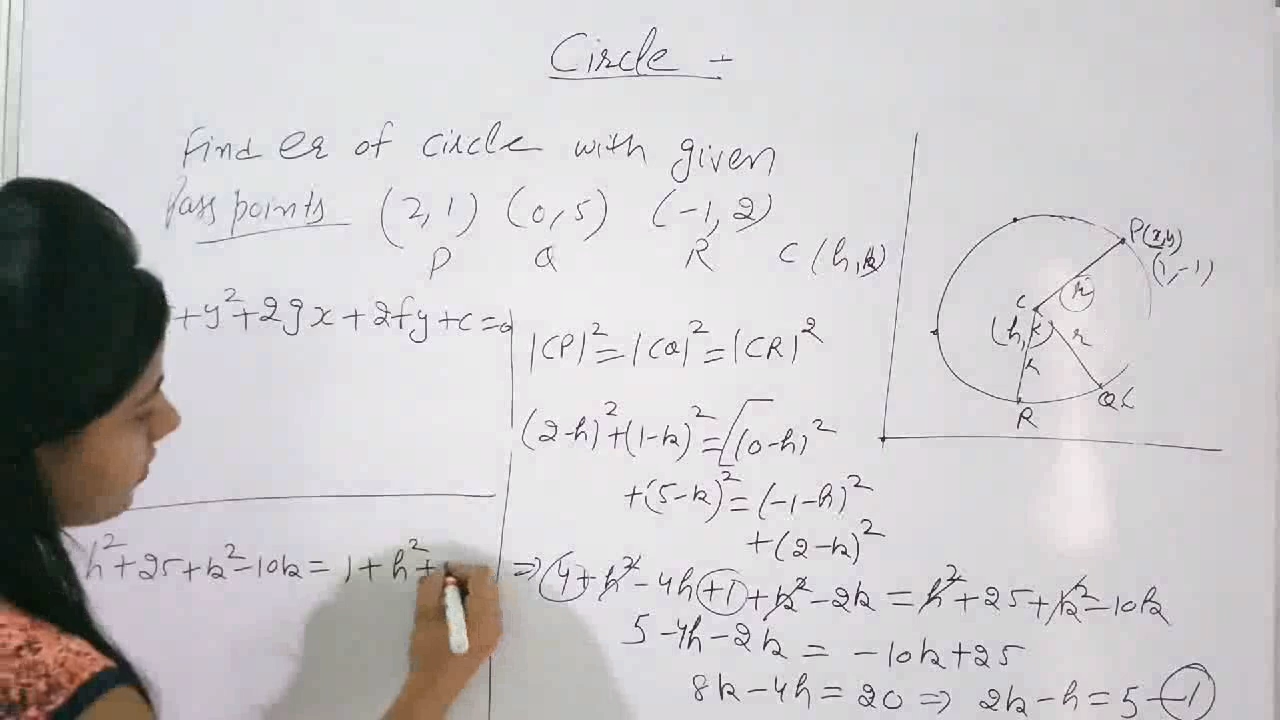 Circle -
Find eq of circle with given
Pass points (2,1) (0,5) (-1,2)
P Q R C (h,k)
+y²+2gx+2fy+c=0
|CP|²=|CQ|²=|CR|²
(2-h)²+(1-k)²=(0-h)²
+(5-k)²=(-1-h)²
+(2-k)²
⇒ 4+h²-4h+1+k²-2k=h²+25+k²-10k
5-4h-2k=-10k+25
8k-4h=20 ⇒ 2k-h=5-1
h²+25+k²-10k=1+h²+
P(x,y)
(1,-1)
C
(h,k)
r
r
r
R
Q(